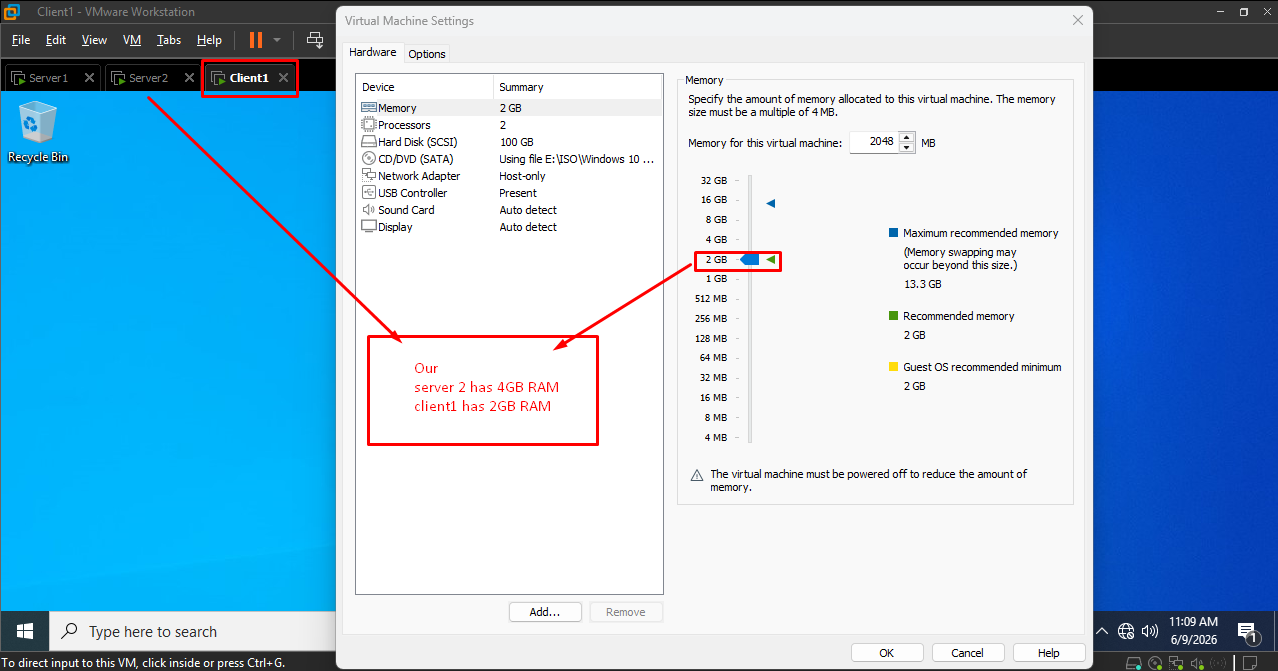 Client1 - VMware Workstation
File Edit View VM Tabs Help
Server1
Server2
Client1
Recycle Bin
Virtual Machine Settings
Hardware
Options
Device Summary
Memory 2 GB
Processors 2
Hard Disk (SCSI) 100 GB
CD/DVD (SATA) Using file E:\ISO\Windows 10 ...
Network Adapter Host-only
USB Controller Present
Sound Card Auto detect
Display Auto detect
Our
server 2 has 4GB RAM
client1 has 2GB RAM
Add...
Remove
Memory
Specify the amount of memory allocated to this virtual machine. The memory
size must be a multiple of 4 MB.
Memory for this virtual machine: 2048 MB
32 GB
16 GB
8 GB
4 GB
2 GB
1 GB
512 MB
256 MB
128 MB
64 MB
32 MB
16 MB
8 MB
4 MB
Maximum recommended memory
(Memory swapping may
occur beyond this size.)
13.3 GB
Recommended memory
2 GB
Guest OS recommended minimum
2 GB
The virtual machine must be powered off to reduce the amount of
memory.
OK
Cancel
Help
Type here to search
11:09 AM
6/9/2026
1
To direct input to this VM, click inside or press Ctrl+G.